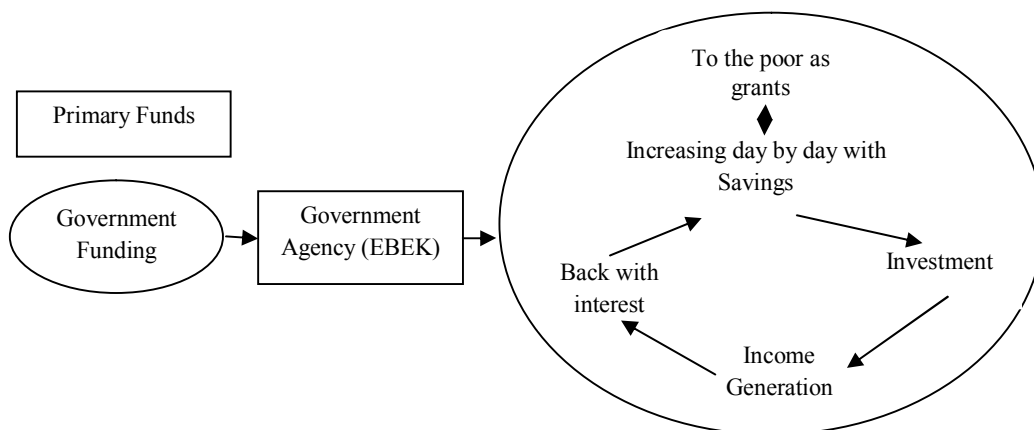 Primary Funds
Government
Funding
Government
Agency (EBEK)
To the poor as
grants
Increasing day by day with
Savings
Investment
Income
Generation
Back with
interest